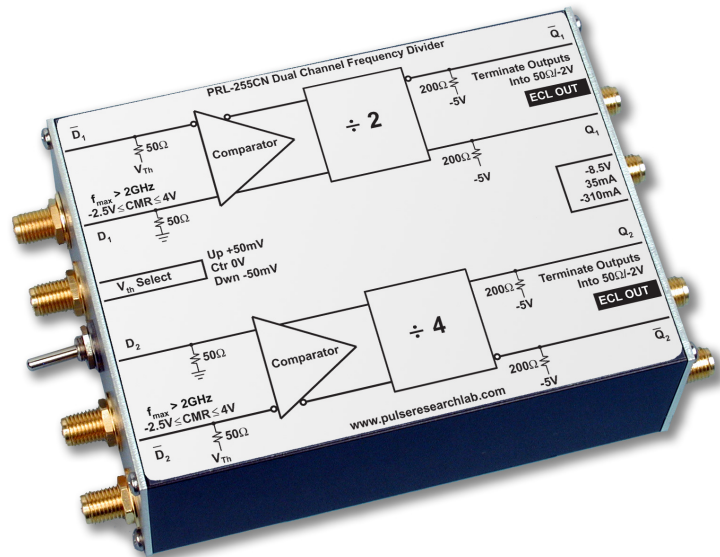 PRL-255CN Dual Channel Frequency Divider
Q̅1
D̅1
50Ω
VTh
Comparator
÷ 2
200Ω
-5V
Terminate Outputs
Into 50Ω/-2V
ECL OUT
fmax > 2GHz
-2.5V≤CMR≤4V
D1
50Ω
200Ω
-5V
Q1
-8.5V
35mA
-310mA
Vth Select
Up +50mV
Ctr 0V
Dwn -50mV
Q2
D2
50Ω
Comparator
÷ 4
200Ω
-5V
Terminate Outputs
Into 50Ω/-2V
ECL OUT
fmax > 2GHz
-2.5V≤CMR≤4V
D̅2
50Ω
VTh
200Ω
-5V
Q̅2
www.pulseresearchlab.com